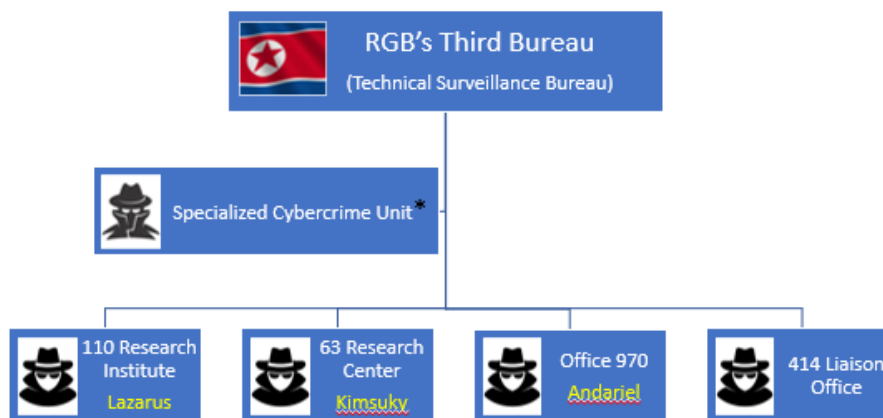 RGB's Third Bureau
(Technical Surveillance Bureau)
Specialized Cybercrime Unit*
110 Research
Institute
Lazarus
63 Research
Center
Kimsuky
Office 970
Andariel
414 Liaison
Office